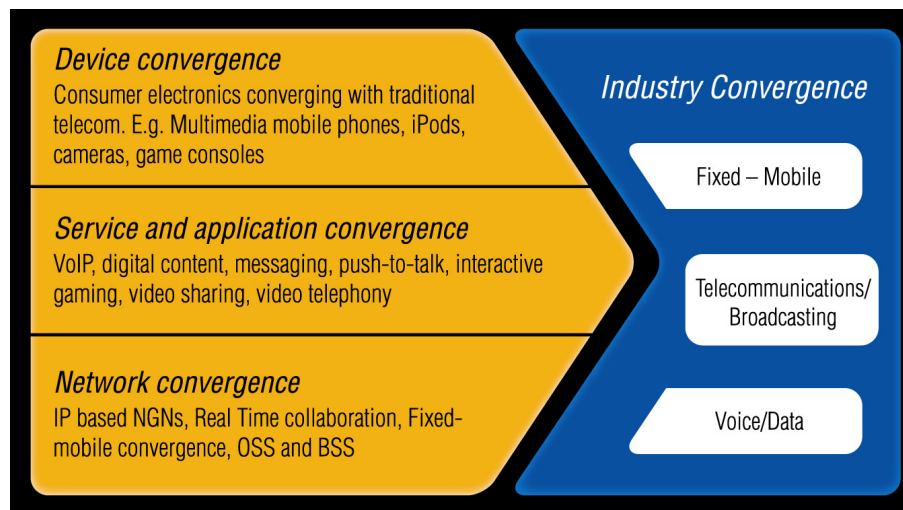 Device convergence
Consumer electronics converging with traditional
telecom. E.g. Multimedia mobile phones, iPods,
cameras, game consoles
Service and application convergence
VoIP, digital content, messaging, push-to-talk, interactive
gaming, video sharing, video telephony
Network convergence
IP based NGNs, Real Time collaboration, Fixed-
mobile convergence, OSS and BSS
Industry Convergence
Fixed – Mobile
Telecommunications/
Broadcasting
Voice/Data